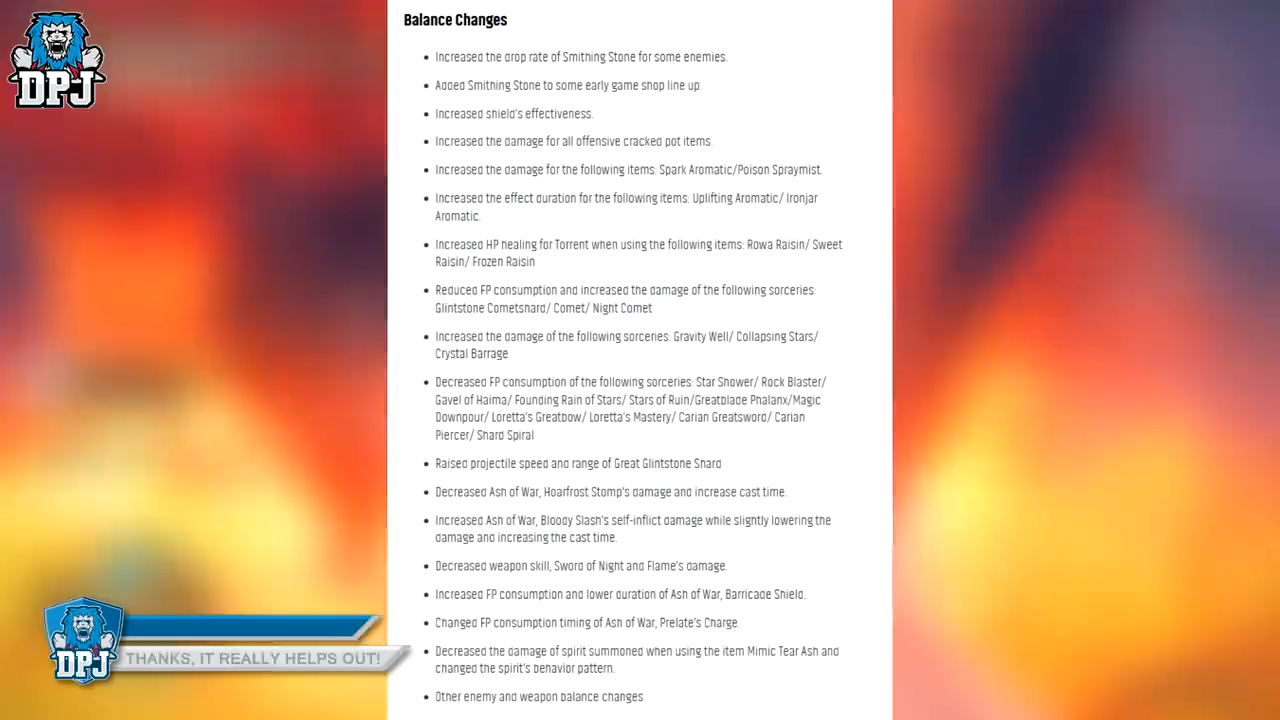 DPJ
Balance Changes
• Increased the drop rate of Smithing Stone for some enemies.
• Added Smithing Stone to some early game shop line up.
• Increased shield's effectiveness.
• Increased the damage for all offensive cracked pot items.
• Increased the damage for the following items: Spark Aromatic/Poison Spraymist.
• Increased the effect duration for the following items. Uplifting Aromatic/ Ironjar
Aromatic.
• Increased HP healing for Torrent when using the following items: Rowa Raisin/ Sweet
Raisin/ Frozen Raisin
• Reduced FP consumption and increased the damage of the following sorceries:
Glintstone Cometshard/ Comet/ Night Comet
• Increased the damage of the following sorceries: Gravity Well/ Collapsing Stars/
Crystal Barrage
• Decreased FP consumption of the following sorceries: Star Shower/ Rock Blaster/
Gavel of Haima/ Founding Rain of Stars/ Stars of Ruin/Greatblade Phalanx/Magic
Downpour/ Loretta's Greatbow/ Loretta's Mastery/ Carian Greatsword/ Carian
Piercer/ Shard Spiral
• Raised projectile speed and range of Great Glintstone Shard
• Decreased Ash of War, Hoarfrost Stomp's damage and increase cast time.
• Increased Ash of War, Bloody Slash's self-inflict damage while slightly lowering the
damage and increasing the cast time.
• Decreased weapon skill, Sword of Night and Flame's damage.
• Increased FP consumption and lower duration of Ash of War, Barricade Shield.
• Changed FP consumption timing of Ash of War, Prelate's Charge.
• Decreased the damage of spirit summoned when using the item Mimic Tear Ash and
changed the spirit's behavior pattern.
• Other enemy and weapon balance changes
DPJ
THANKS, IT REALLY HELPS OUT!